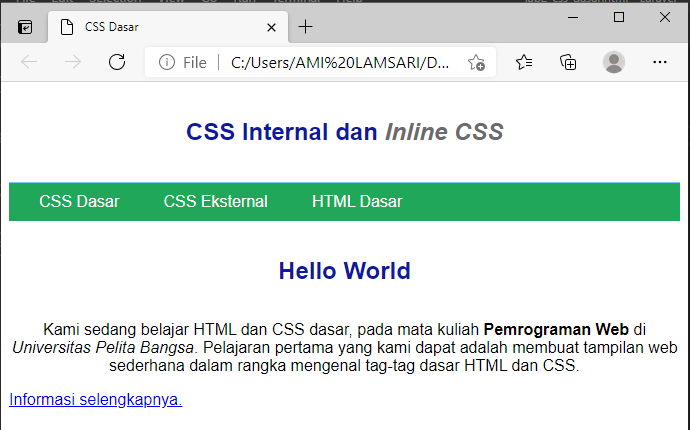 CSS Dasar
File | C:/Users/AMI%20LAMSARI/D...
CSS Internal dan Inline CSS
CSS Dasar CSS Eksternal HTML Dasar
Hello World
Kami sedang belajar HTML dan CSS dasar, pada mata kuliah Pemrograman Web di
Universitas Pelita Bangsa. Pelajaran pertama yang kami dapat adalah membuat tampilan web
sederhana dalam rangka mengenal tag-tag dasar HTML dan CSS.
Informasi selengkapnya.